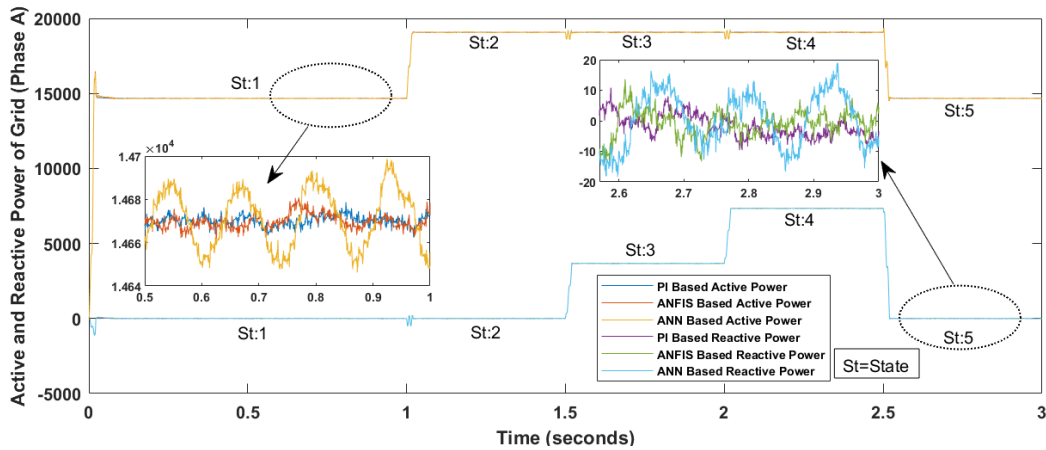 Active and Reactive Power of Grid (Phase A)
20000
15000
10000
5000
0
-5000
0
0.5
1
1.5
2
2.5
3
Time (seconds)
St:1
St:2
St:3
St:4
St:5
1.47 × 10⁴
1.47
1.468
1.466
1.464
0.5
0.6
0.7
0.8
0.9
1
20
10
0
-10
-20
2.6
2.7
2.8
2.9
3
St:1
St:2
St:3
St:4
St:5
PI Based Active Power
ANFIS Based Active Power
ANN Based Active Power
PI Based Reactive Power
ANFIS Based Reactive Power
ANN Based Reactive Power
St=State